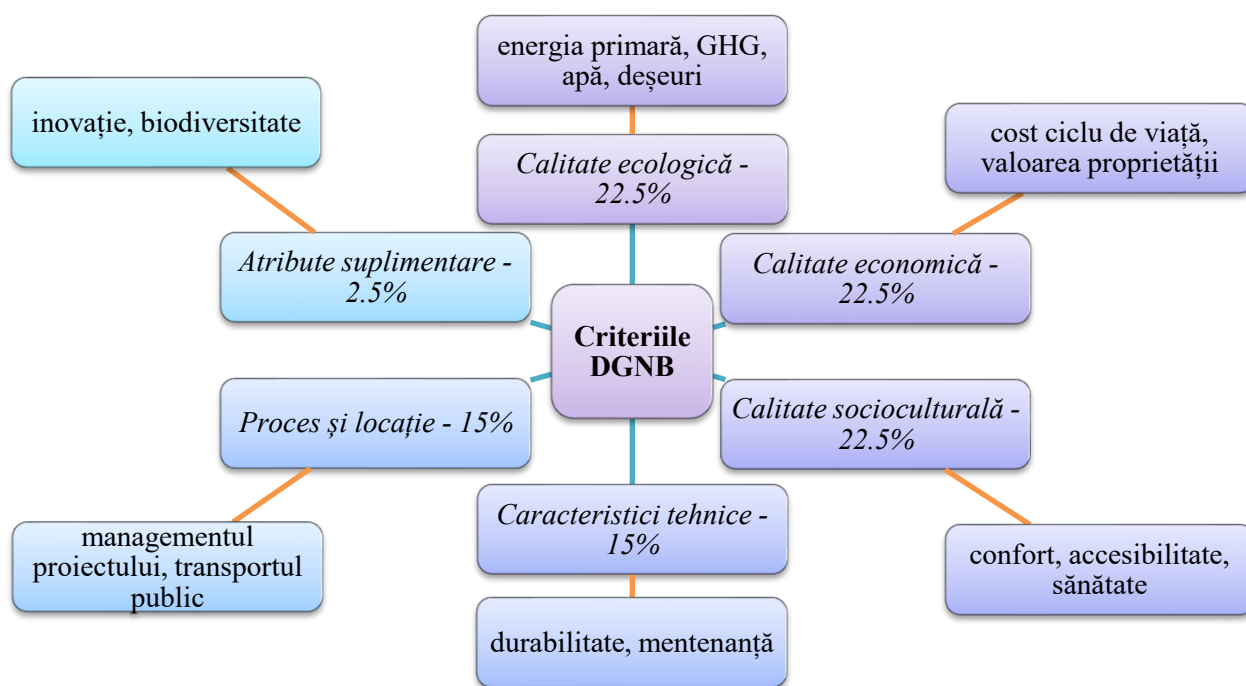 energia primară, GHG,
apă, deșeuri
inovație, biodiversitate
cost ciclu de viață,
valoarea proprietății
Calitate ecologică -
22.5%
Atribute suplimentare -
2.5%
Calitate economică -
22.5%
Criteriile
DGNB
Proces și locație - 15%
Calitate socioculturală -
22.5%
Caracteristici tehnice -
15%
managementul
proiectului, transportul
public
confort, accesibilitate,
sănătate
durabilitate, mentenanță